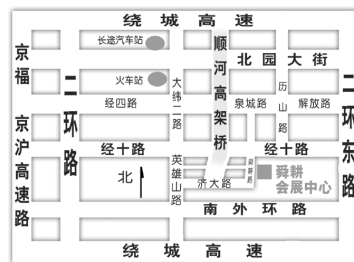 绕城高速
长途汽车站
京福
京沪高速路
二环路
火车站
大纬二路
顺河高架桥
北园大街
历山路
二环东路
经四路
泉城路
解放路
经十路
经十路
北
英雄山路
济大路
舜耕路
舜耕
会展中心
南外环路
绕城高速